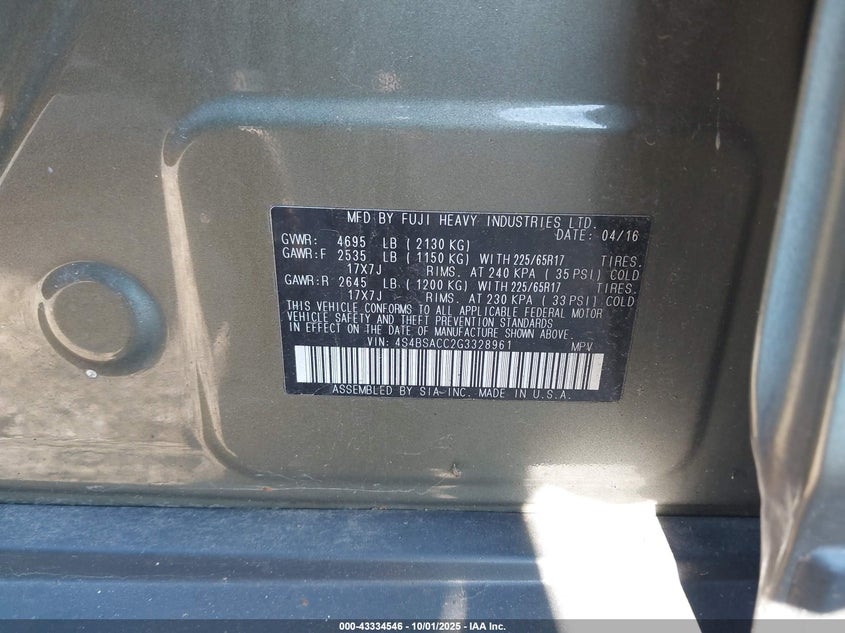 MFD BY FUJI HEAVY INDUSTRIES LTD.
DATE: 04/16
GVWR: 4695 LB ( 2130 KG)
GAWR:F 2535 LB ( 1150 KG) WITH 225/65R17 TIRES.
17X7J RIMS. AT 240 KPA ( 35 PSI) COLD
GAWR:R 2645 LB ( 1200 KG) WITH 225/65R17 TIRES.
17X7J RIMS. AT 230 KPA ( 33 PSI) COLD
THIS VEHICLE CONFORMS TO ALL APPLICABLE FEDERAL MOTOR
VEHICLE SAFETY AND THEFT PREVENTION STANDARDS
IN EFFECT ON THE DATE OF MANUFACTURE SHOWN ABOVE.
VIN: 4S4BSACC2G3328961 MPV
ASSEMBLED BY SIA-INC. MADE IN U.S.A.
000-43334546 - 10/01/2025 - IAA Inc.